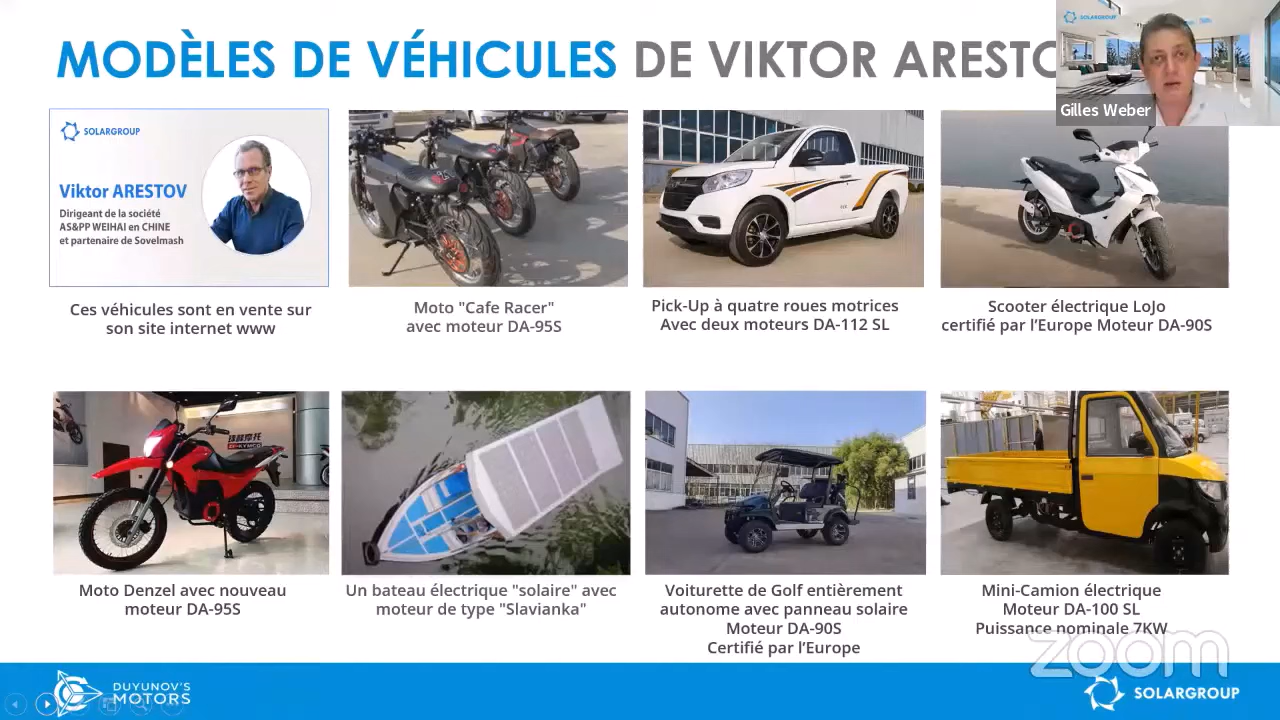 MODÈLES DE VÉHICULES DE VIKTOR ARESTO
SOLARGROUP
Gilles Weber
SOLARGROUP
Viktor ARESTOV
Dirigeant de la société
AS&PP WEIHAI en CHINE
et partenaire de Sovelmash
Ces véhicules sont en vente sur
son site internet www
Moto "Cafe Racer"
avec moteur DA-95S
Pick-Up à quatre roues motrices
Avec deux moteurs DA-112 SL
Scooter électrique LoJo
certifié par l’Europe Moteur DA-90S
Moto Denzel avec nouveau
moteur DA-95S
Un bateau électrique "solaire" avec
moteur de type "Slavianka"
Voiturette de Golf entièrement
autonome avec panneau solaire
Moteur DA-90S
Certifié par l’Europe
Mini-Camion électrique
Moteur DA-100 SL
Puissance nominale 7KW
zoom
DUYUNOV'S
MOTORS
SOLARGROUP